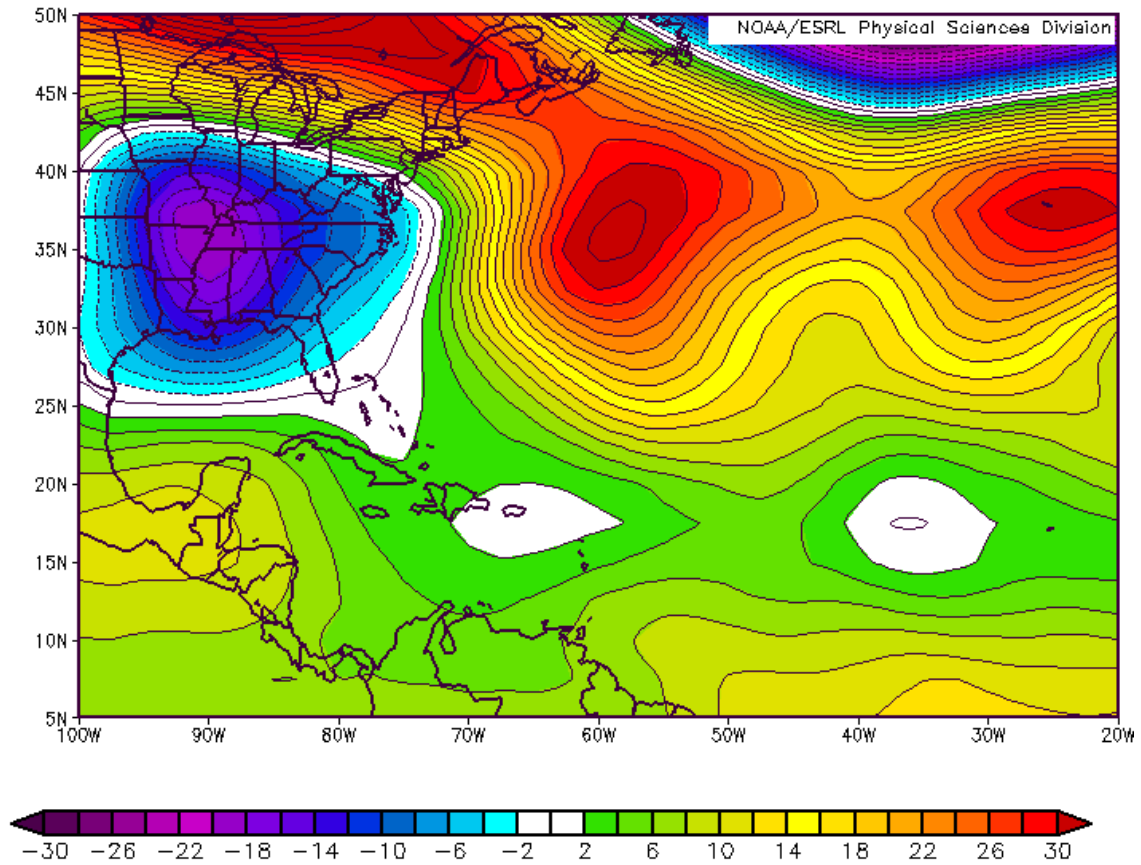 50N
NOAA/ESRL Physical Sciences Division
45N
40N
35N
30N
25N
20N
15N
10N
5N
100W 90W 80W 70W 60W 50W 40W 30W 20W
−30 −26 −22 −18 −14 −10 −6 −2 2 6 10 14 18 22 26 30